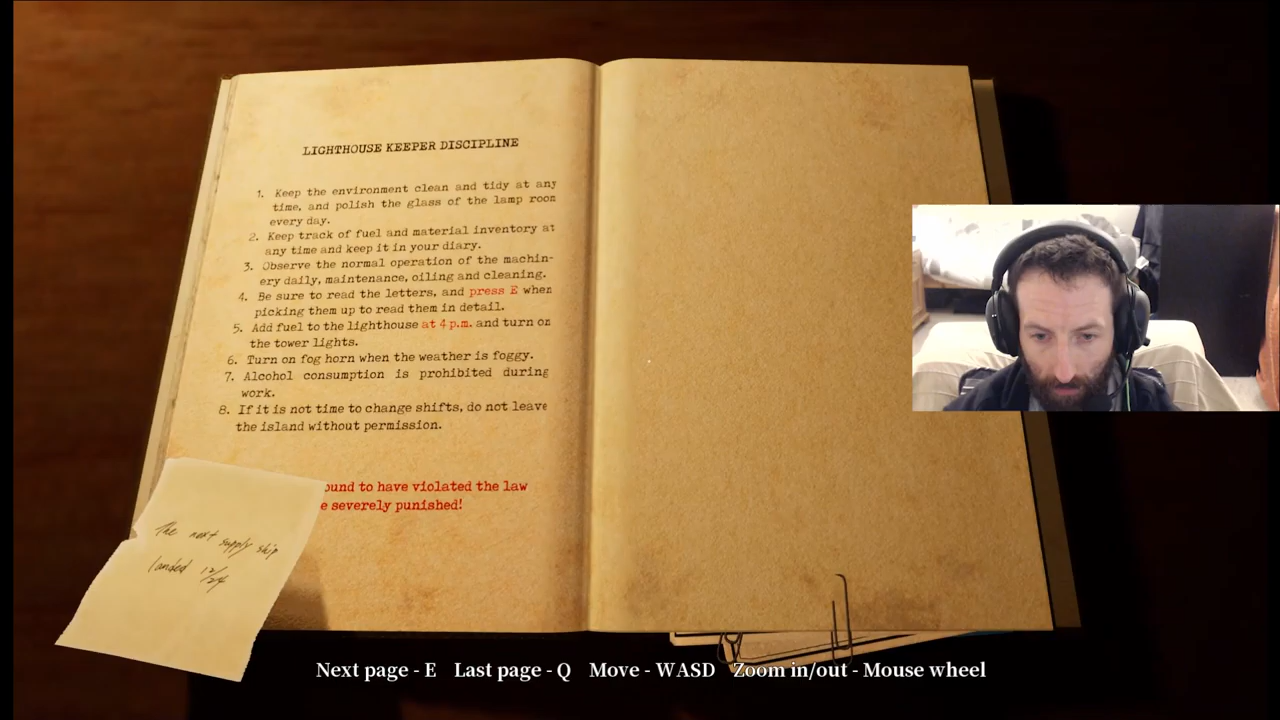 LIGHTHOUSE KEEPER DISCIPLINE
1. Keep the environment clean and tidy at any
time, and polish the glass of the lamp room
every day.
2. Keep track of fuel and material inventory at
any time and keep it in your diary.
3. Observe the normal operation of the machin-
ery daily, maintenance, oiling and cleaning.
4. Be sure to read the letters, and press E when
picking them up to read them in detail.
5. Add fuel to the lighthouse at 4 p.m. and turn on
the tower lights.
6. Turn on fog horn when the weather is foggy.
7. Alcohol consumption is prohibited during
work.
8. If it is not time to change shifts, do not leave
the island without permission.
ound to have violated the law
e severely punished!
The next supply ship
landed 12/24
Next page - E Last page - Q Move - WASD Zoom in/out - Mouse wheel